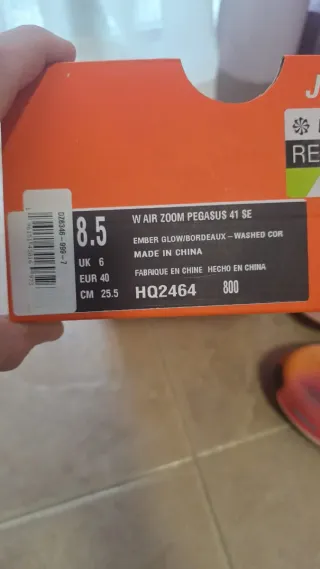 J
RE
W AIR ZOOM PEGASUS 41 SE
8.5
EMBER GLOW/BORDEAUX-WASHED COR
MADE IN CHINA
UK 6
FABRIQUE EN CHINE HECHO EN CHINA
EUR 40
CM 25.5
HQ2464 800